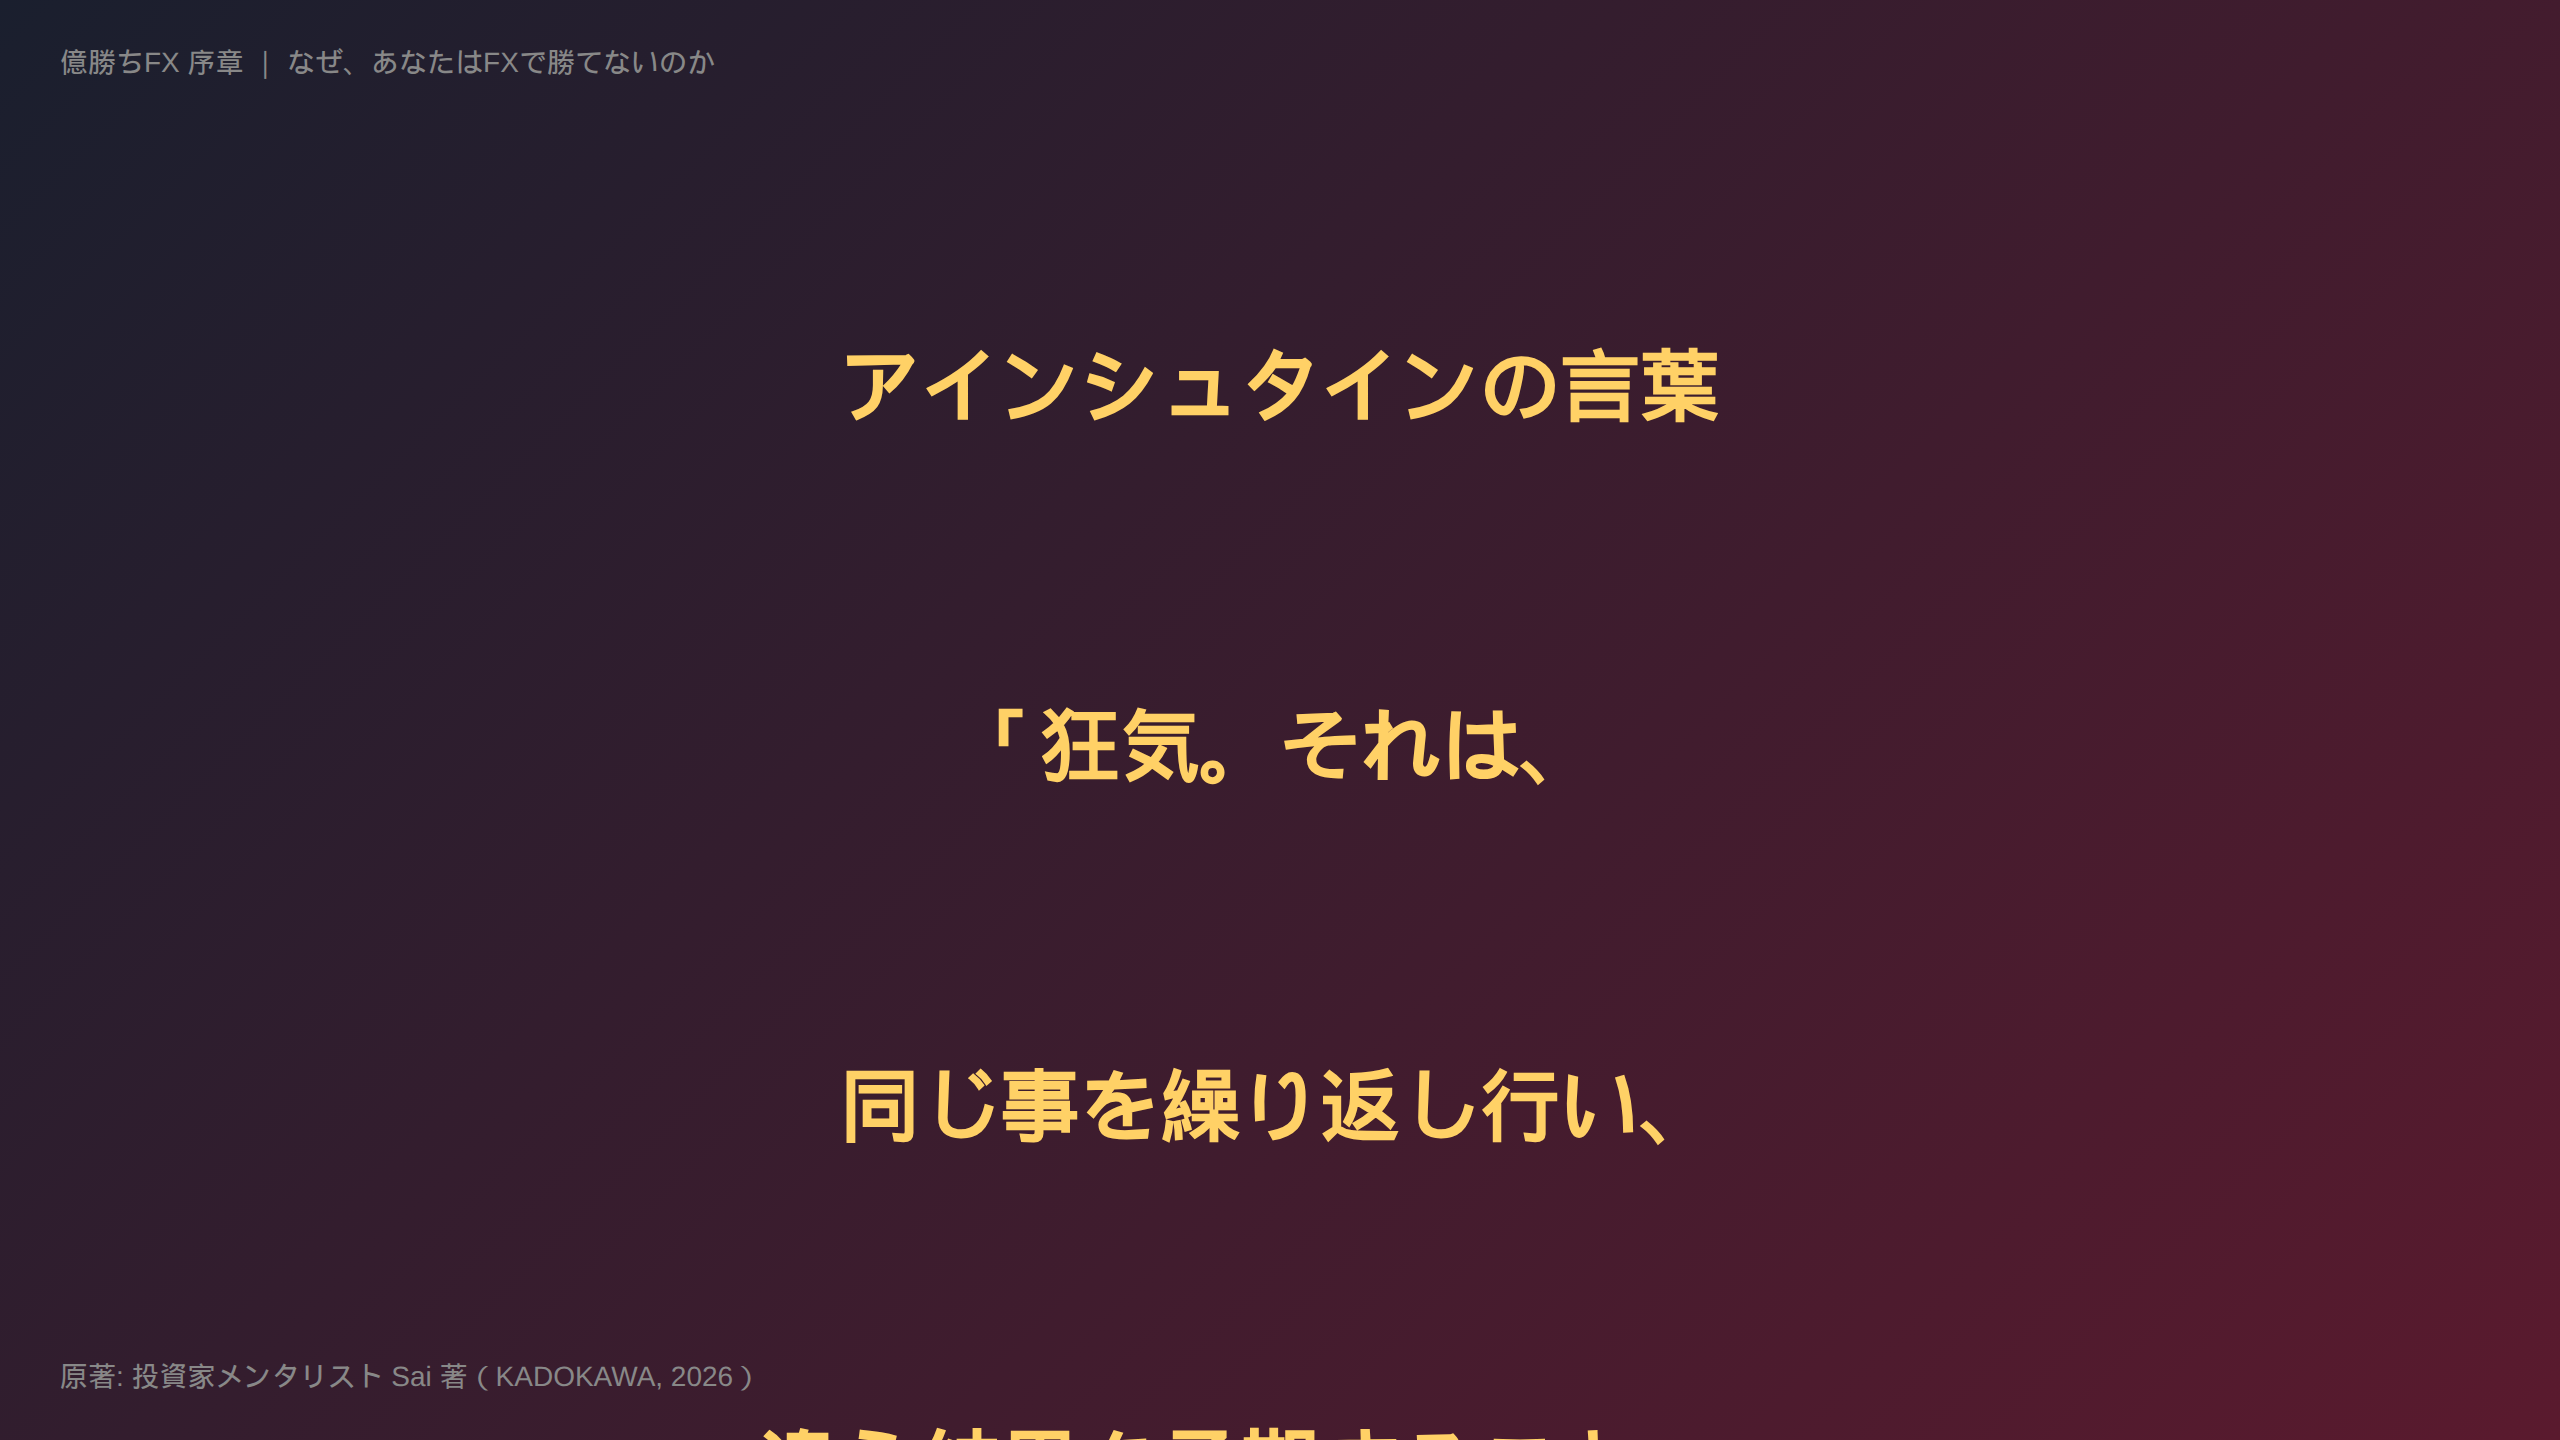 億勝ちFX 序章 ｜ なぜ、あなたはFXで勝てないのか
アインシュタインの言葉
「狂気。それは、
同じ事を繰り返し行い、
原著: 投資家メンタリスト Sai 著（KADOKAWA, 2026）